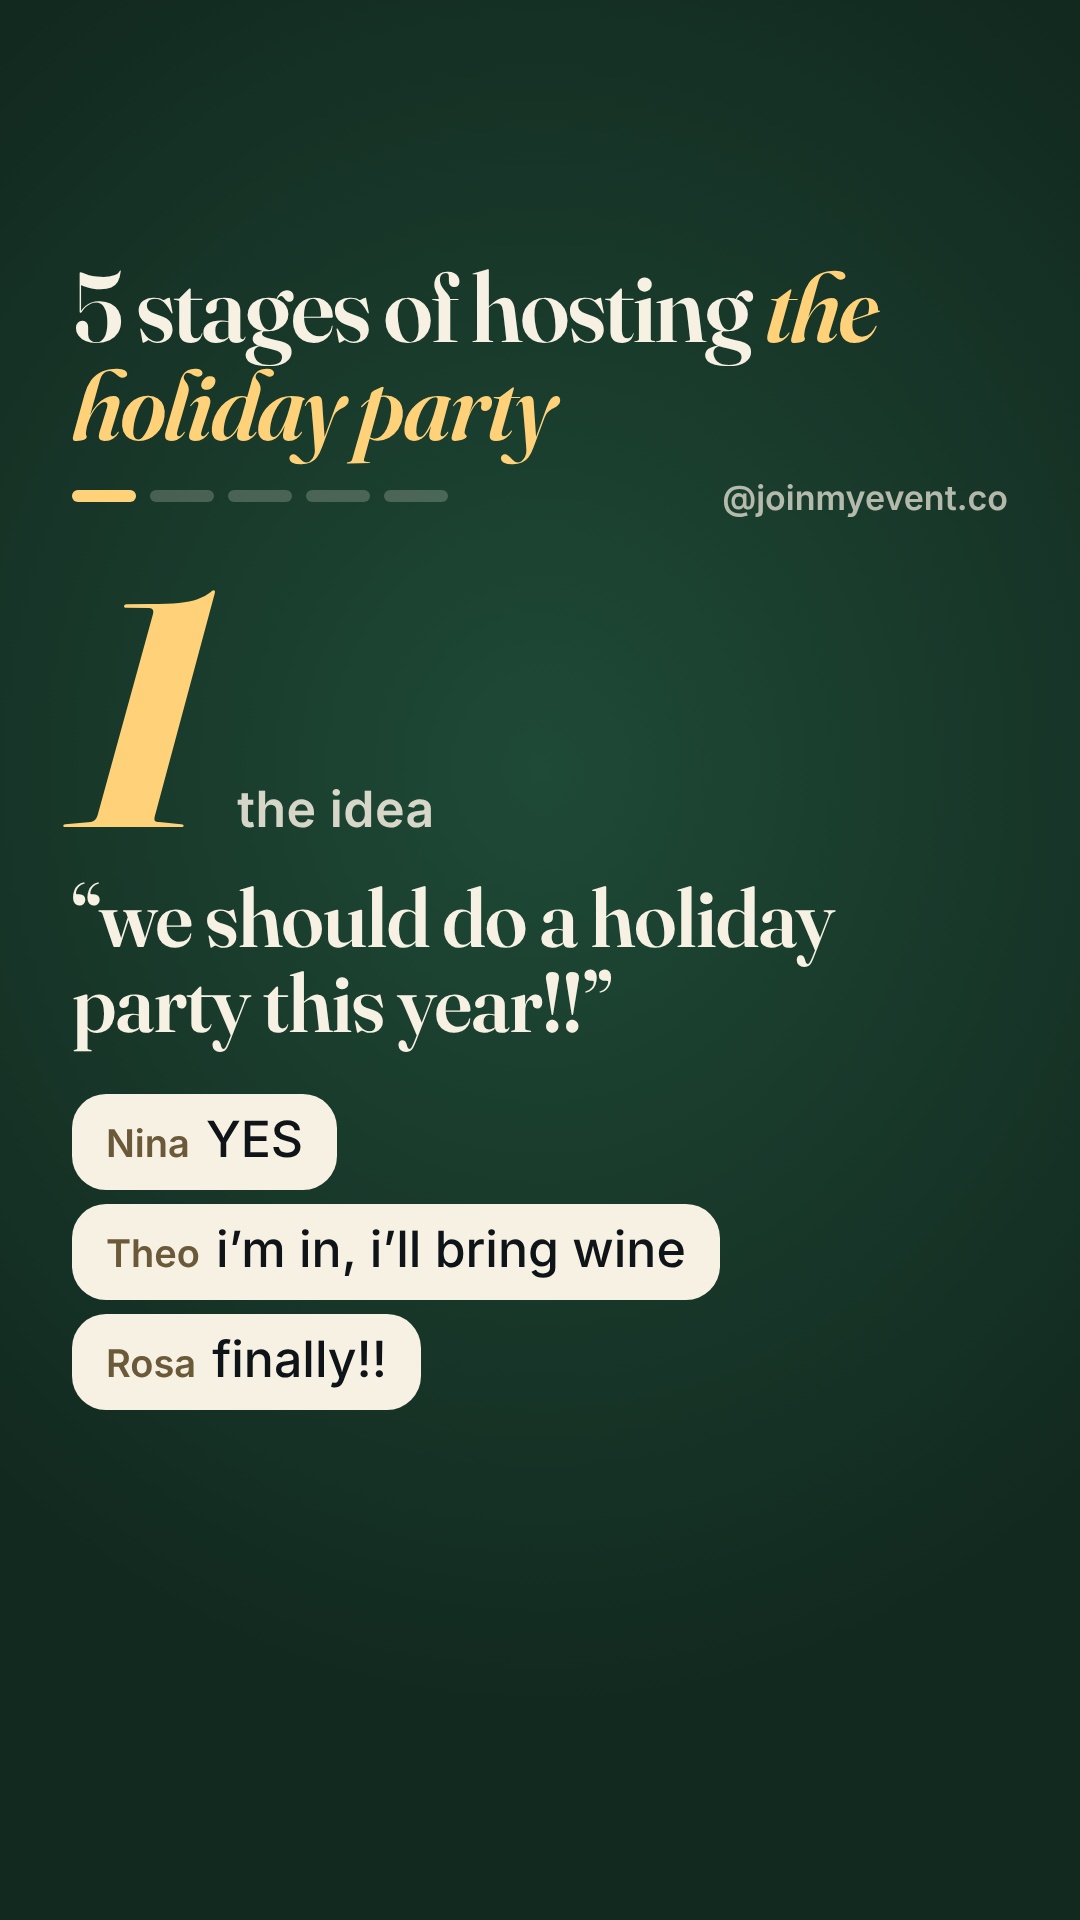 5 stages of hosting the
holiday party
@joinmyevent.co
1
the idea
“we should do a holiday
party this year!!”
Nina YES
Theo i’m in, i’ll bring wine
Rosa finally!!